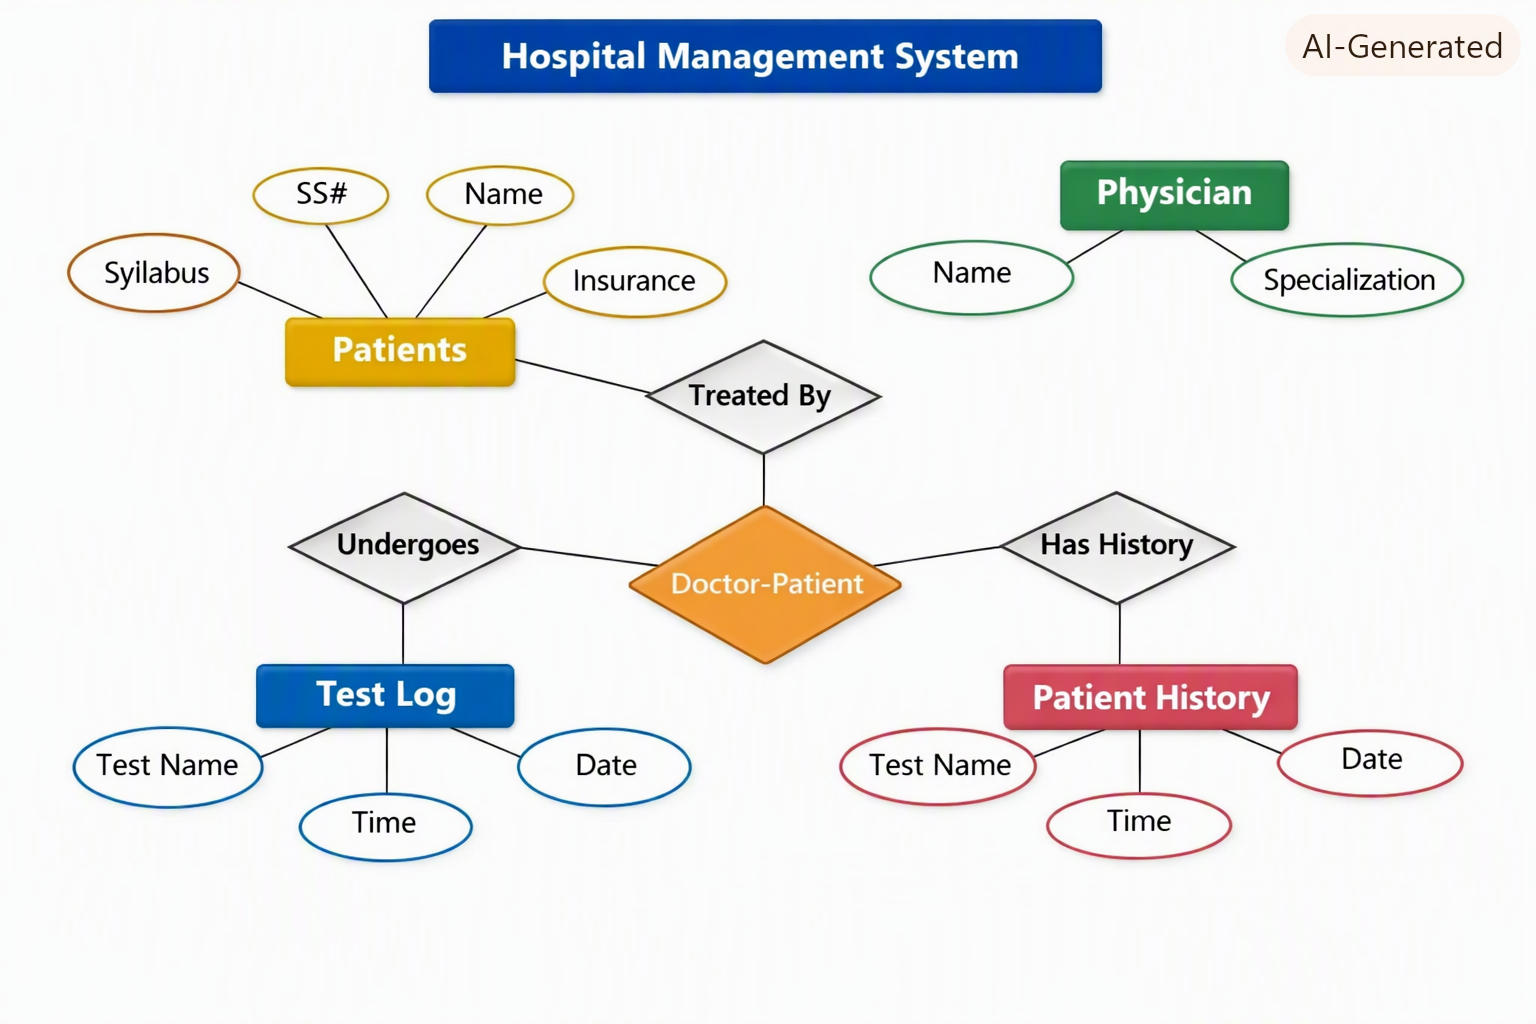 Hospital Management System
AI-Generated
SS#
Name
Syilabus
Insurance
Patients
Physician
Name
Specialization
Treated By
Undergoes
Doctor-Patient
Has History
Test Log
Test Name
Time
Date
Patient History
Test Name
Time
Date